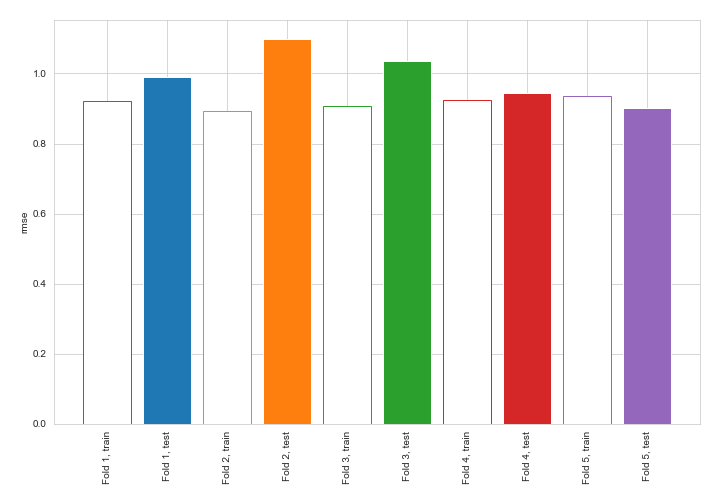 1.0
0.8
0.6
0.4
0.2
0.0
rmse
Fold 1, train
Fold 1, test
Fold 2, train
Fold 2, test
Fold 3, train
Fold 3, test
Fold 4, train
Fold 4, test
Fold 5, train
Fold 5, test